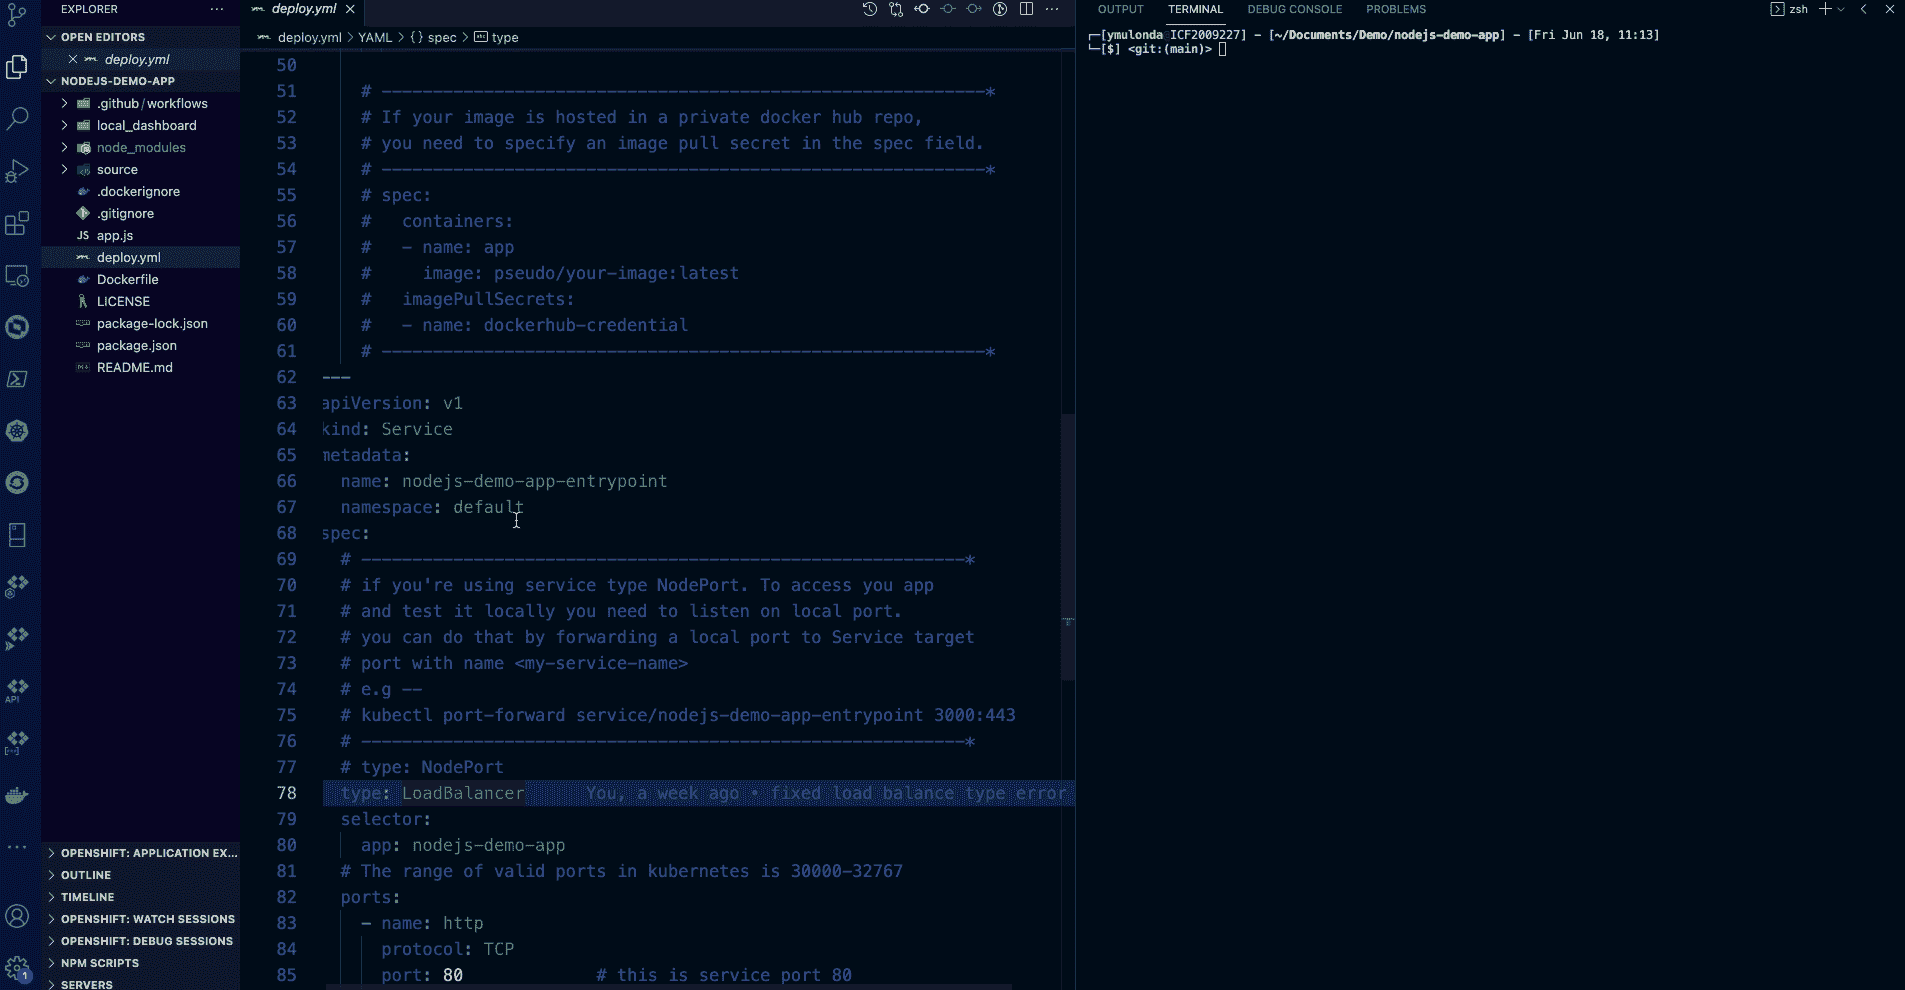 EXPLORER
OPEN EDITORS
deploy.yml
NODEJS-DEMO-APP
.github/workflows
local_dashboard
node_modules
source
.dockerignore
.gitignore
JS app.js
deploy.yml
Dockerfile
LICENSE
package-lock.json
package.json
README.md
OPENSHIFT: APPLICATION EX...
OUTLINE
TIMELINE
OPENSHIFT: WATCH SESSIONS
OPENSHIFT: DEBUG SESSIONS
NPM SCRIPTS
SERVERS
API
1
deploy.yml
deploy.yml > YAML > {} spec > abc type
50
51 # -----------------------------------------------------------*
52 # If your image is hosted in a private docker hub repo,
53 # you need to specify an image pull secret in the spec field.
54 # -----------------------------------------------------------*
55 # spec:
56 #   containers:
57 #   - name: app
58 #     image: pseudo/your-image:latest
59 #   imagePullSecrets:
60 #   - name: dockerhub-credential
61 # -----------------------------------------------------------*
62 ---
63 apiVersion: v1
64 kind: Service
65 metadata:
66   name: nodejs-demo-app-entrypoint
67   namespace: default
68 spec:
69   # -----------------------------------------------------------*
70   # if you're using service type NodePort. To access you app
71   # and test it locally you need to listen on local port.
72   # you can do that by forwarding a local port to Service target
73   # port with name <my-service-name>
74   # e.g --
75   # kubectl port-forward service/nodejs-demo-app-entrypoint 3000:443
76   # -----------------------------------------------------------*
77   # type: NodePort
78   type: LoadBalancer      You, a week ago • fixed load balance type error
79   selector:
80     app: nodejs-demo-app
81   # The range of valid ports in kubernetes is 30000-32767
82   ports:
83     - name: http
84       protocol: TCP
85       port: 80             # this is service port 80
OUTPUT TERMINAL DEBUG CONSOLE PROBLEMS
zsh
[ymulonda@ICF2009227] - [~/Documents/Demo/nodejs-demo-app] - [Fri Jun 18, 11:13]
[$] <git:(main)>